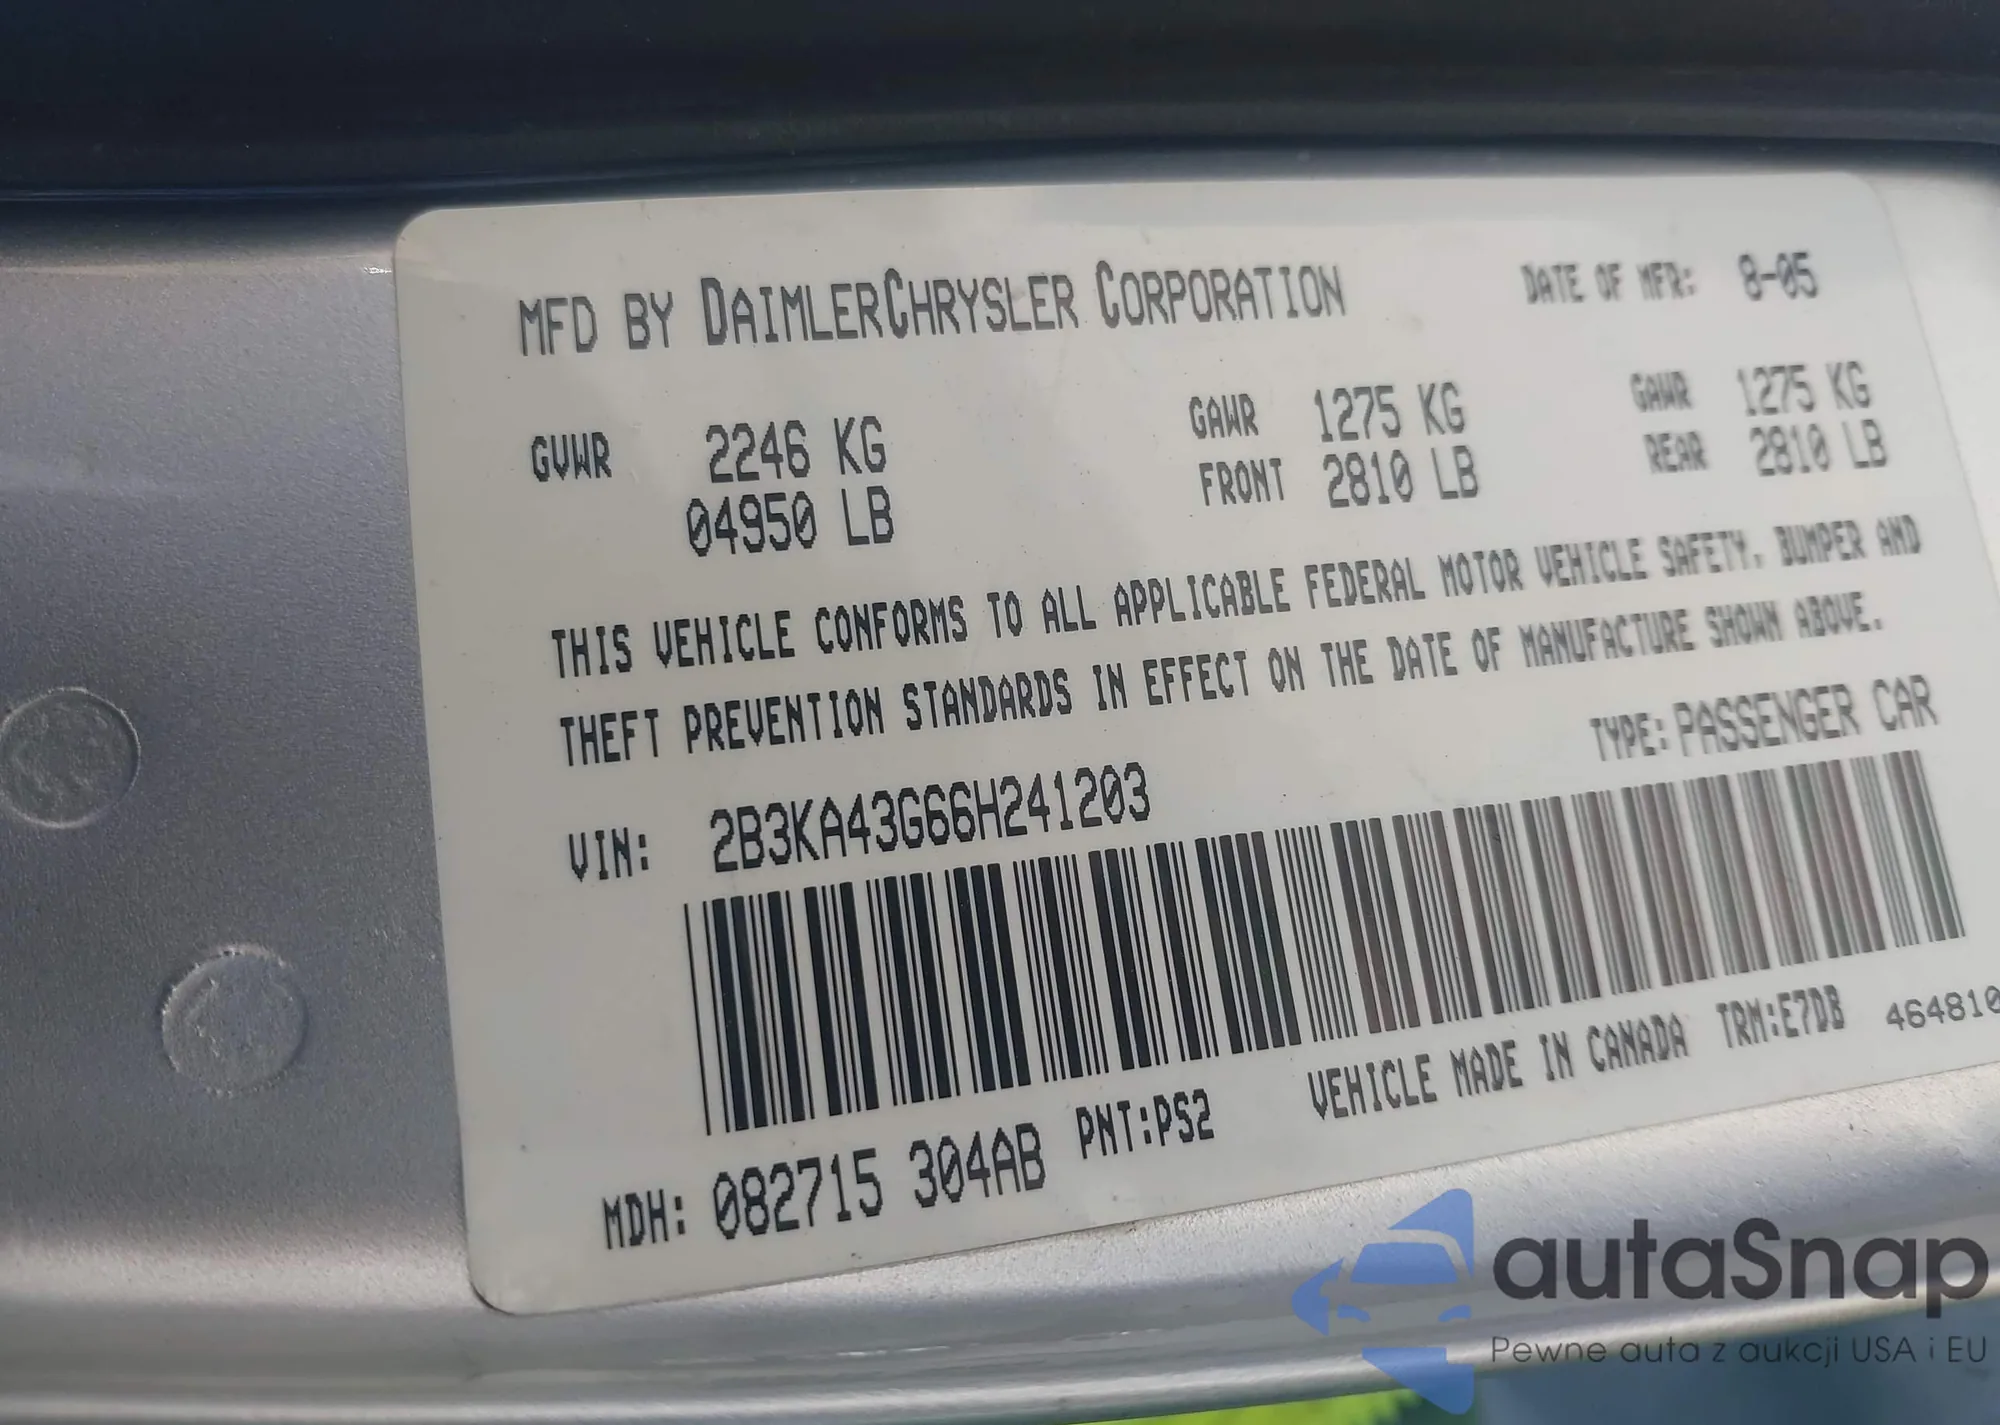 MFD BY DAIMLERCHRYSLER CORPORATION DATE OF MFR: 8-05
GVWR 2246 KG GAWR 1275 KG GAWR 1275 KG
04950 LB FRONT 2810 LB REAR 2810 LB
THIS VEHICLE CONFORMS TO ALL APPLICABLE FEDERAL MOTOR VEHICLE SAFETY, BUMPER AND
THEFT PREVENTION STANDARDS IN EFFECT ON THE DATE OF MANUFACTURE SHOWN ABOVE.
VIN: 2B3KA43G66H241203 TYPE: PASSENGER CAR
MDH: 082715 304AB PNT:PS2 VEHICLE MADE IN CANADA TRM:E7DB 464810
autaSnap
Pewne auta z aukcji USA i EU